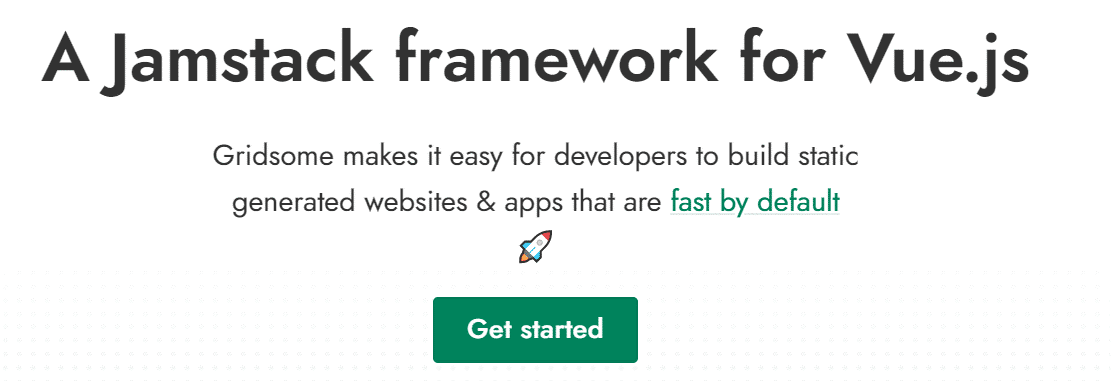 A Jamstack framework for Vue.js
Gridsome makes it easy for developers to build static
generated websites & apps that are fast by default
🚀
Get started